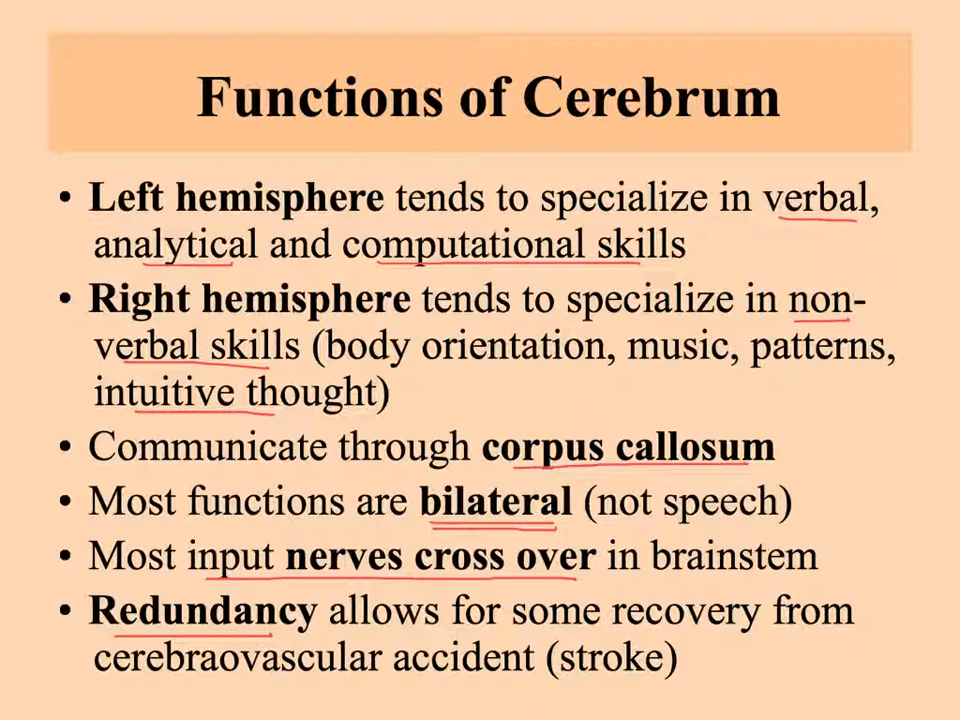 Functions of Cerebrum
• Left hemisphere tends to specialize in verbal,
analytical and computational skills
• Right hemisphere tends to specialize in non-
verbal skills (body orientation, music, patterns,
intuitive thought)
• Communicate through corpus callosum
• Most functions are bilateral (not speech)
• Most input nerves cross over in brainstem
• Redundancy allows for some recovery from
cerebraovascular accident (stroke)